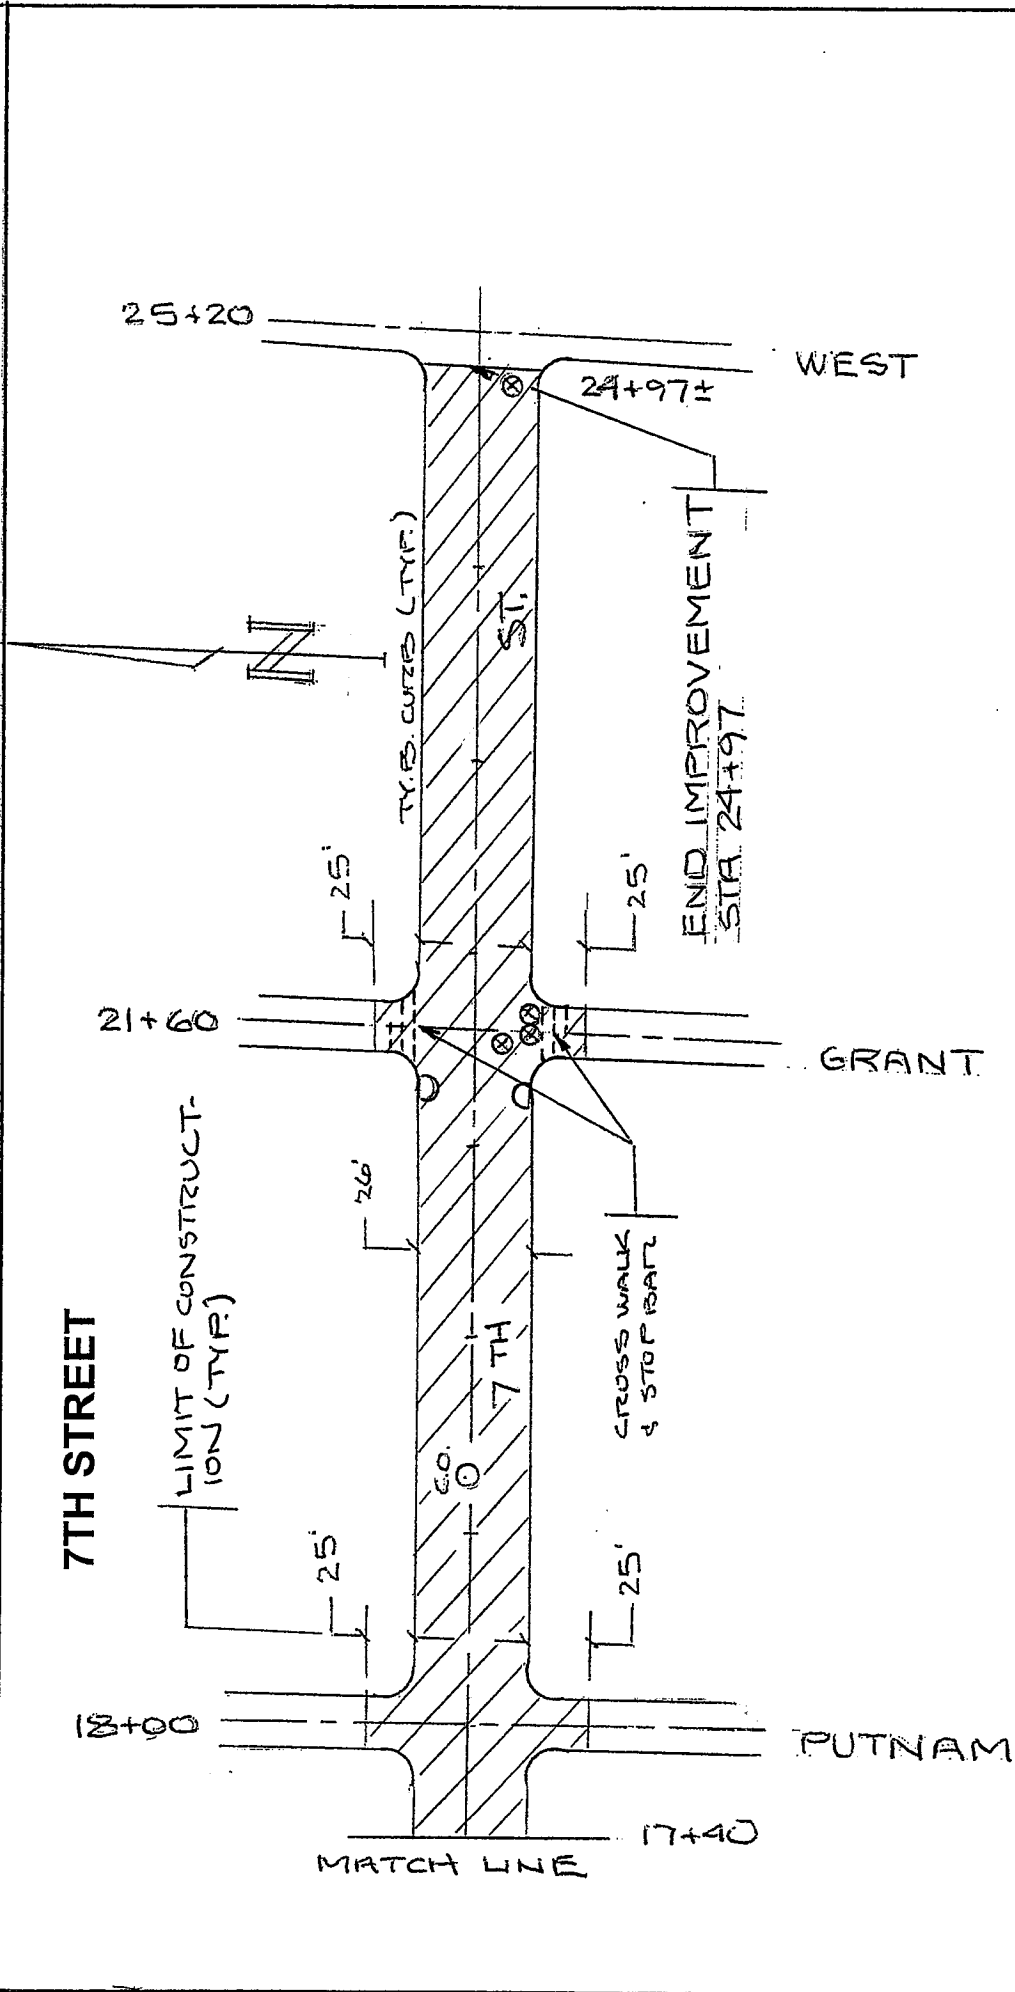 25+20
WEST
24+97±
END IMPROVEMENT
STA 24+97
TY.B. CURB (TYP.)
N
ST.
25'
25'
21+60
GRANT
26'
CROSS WALK
& STOP BAR
7TH STREET
LIMIT OF CONSTRUCT-
ION (TYP.)
7TH
C.O.
25'
25'
18+00
PUTNAM
17+40
MATCH LINE